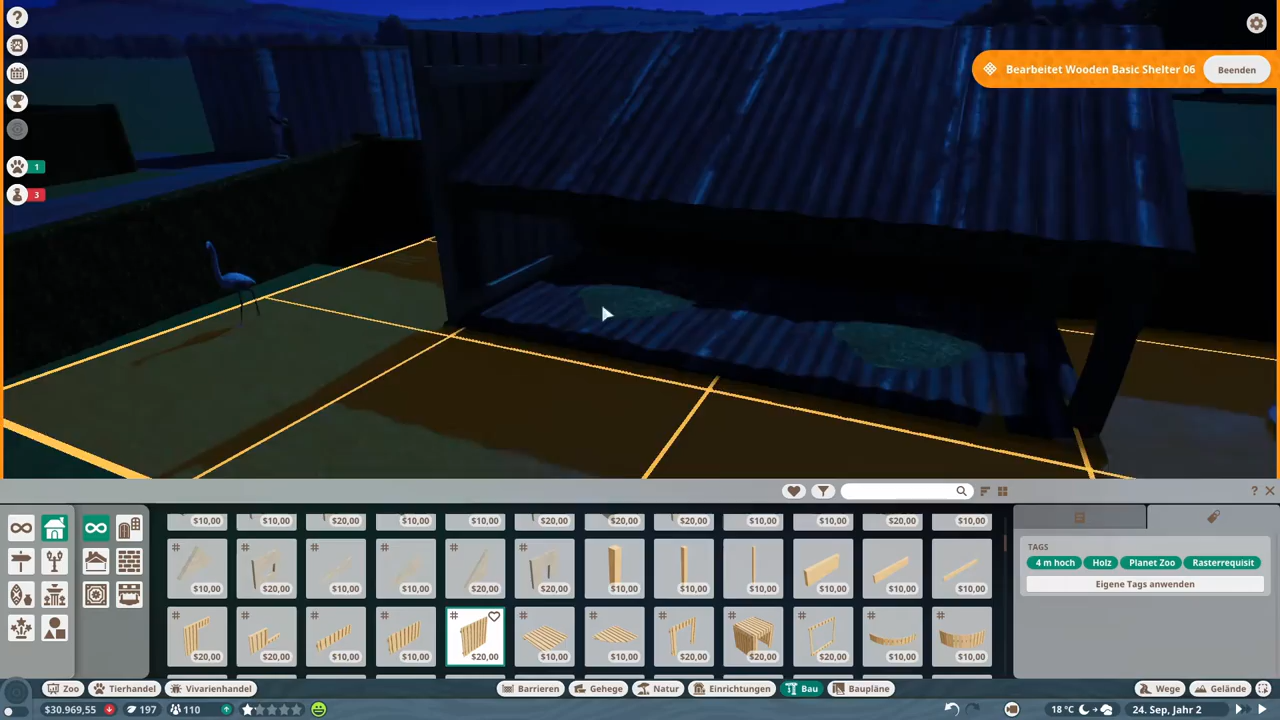 ?
Bearbeitet Wooden Basic Shelter 06
Beenden
1
3
?
$10,00 $10,00 $20,00 $10,00 $10,00 $20,00 $20,00 $20,00 $20,00 $10,00 $10,00 $10,00
TAGS
4 m hoch Holz Planet Zoo Rasterrequisit
Eigene Tags anwenden
$10,00 $20,00 $10,00 $10,00 $20,00 $20,00 $10,00 $10,00 $10,00 $10,00 $10,00 $10,00
$20,00 $20,00 $10,00 $10,00 $20,00 $10,00 $10,00 $20,00 $20,00 $20,00 $10,00 $10,00
Zoo Tierhandel Vivarienhandel Barrieren Gehege Natur Einrichtungen Bau Baupläne Wege Gelände
$30.969,55 197 110 18 °C 24. Sep, Jahr 2